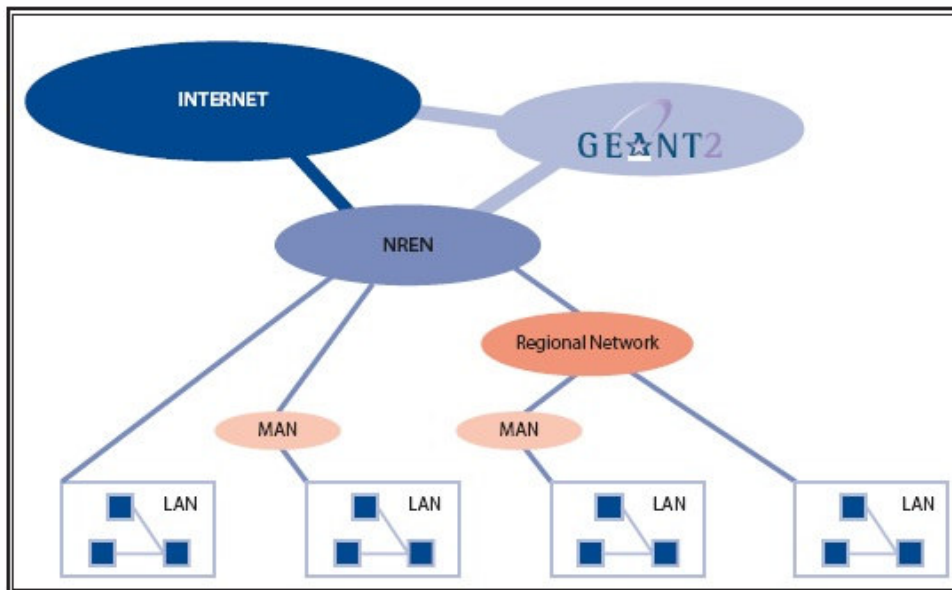 INTERNET
GEANT2
NREN
Regional Network
MAN
MAN
LAN
LAN
LAN
LAN